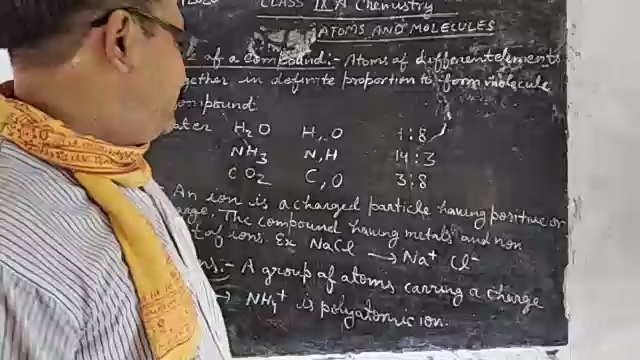 CLASS IX A Chemistry
ATOMS AND MOLECULES
of a compound:- Atoms of different elements
together in definite proportion to form molecule
compound.
H2O H, O 1:8
NH3 N, H 14:3
CO2 C, O 3:8
An ion is a charged particle having positive or
The compound having metals and non
of ions. Ex NaCl → Na+ Cl-
A group of atoms carring a charge
→ NH4+ is polyatomic ion.